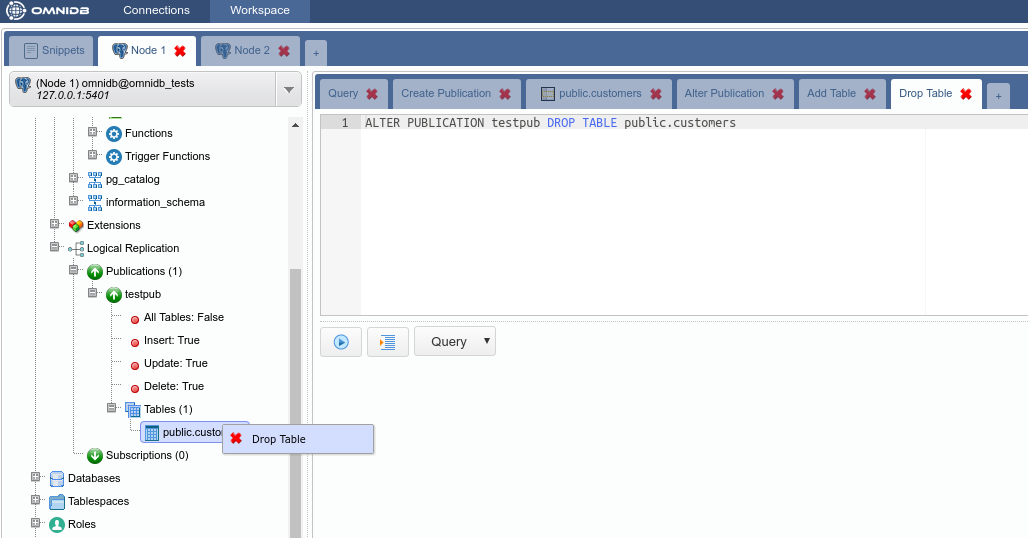 OMNIDB Connections Workspace
Snippets Node 1 Node 2 +
(Node 1) omnidb@omnidb_tests
127.0.0.1:5401
Functions
Trigger Functions
pg_catalog
information_schema
Extensions
Logical Replication
Publications (1)
testpub
All Tables: False
Insert: True
Update: True
Delete: True
Tables (1)
public.custo
Drop Table
Subscriptions (0)
Databases
Tablespaces
Roles
Query Create Publication public.customers Alter Publication Add Table Drop Table +
1 ALTER PUBLICATION testpub DROP TABLE public.customers
Query